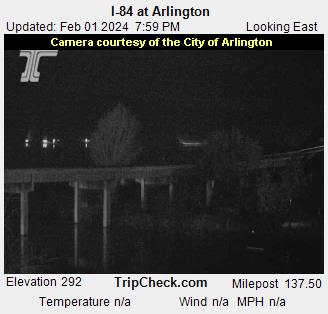 I-84 at Arlington
Updated: Feb 01 2024 7:59 PM Looking East
Camera courtesy of the City of Arlington
Elevation 292 TripCheck.com Milepost 137.50
Temperature n/a Wind n/a MPH n/a